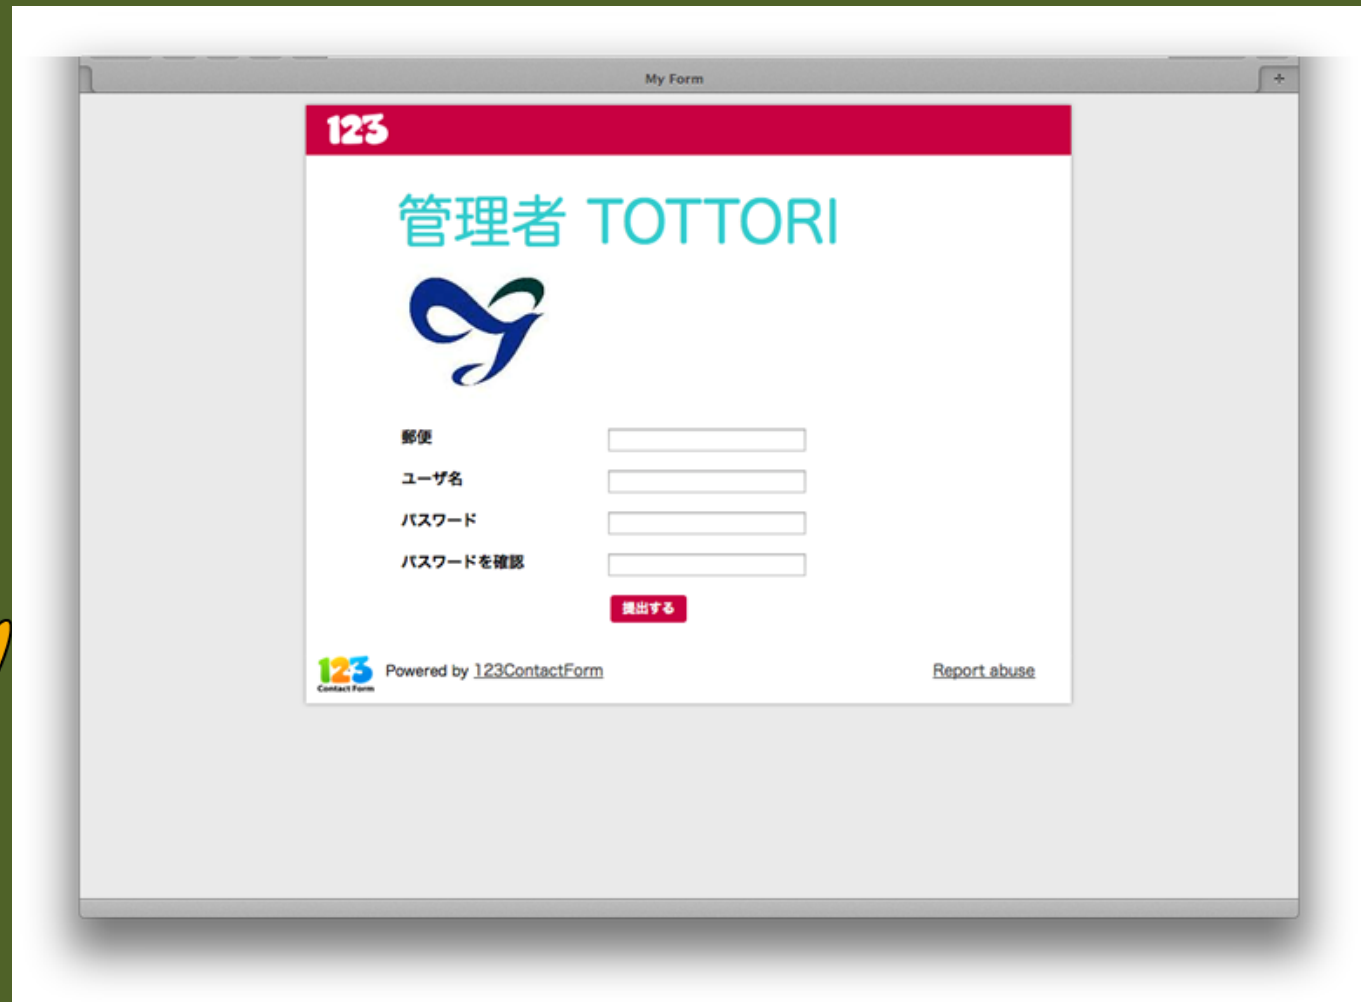 My Form
123
管理者 TOTTORI
郵便
ユーザ名
パスワード
パスワードを確認
提出する
123
Contact Form
Powered by 123ContactForm
Report abuse